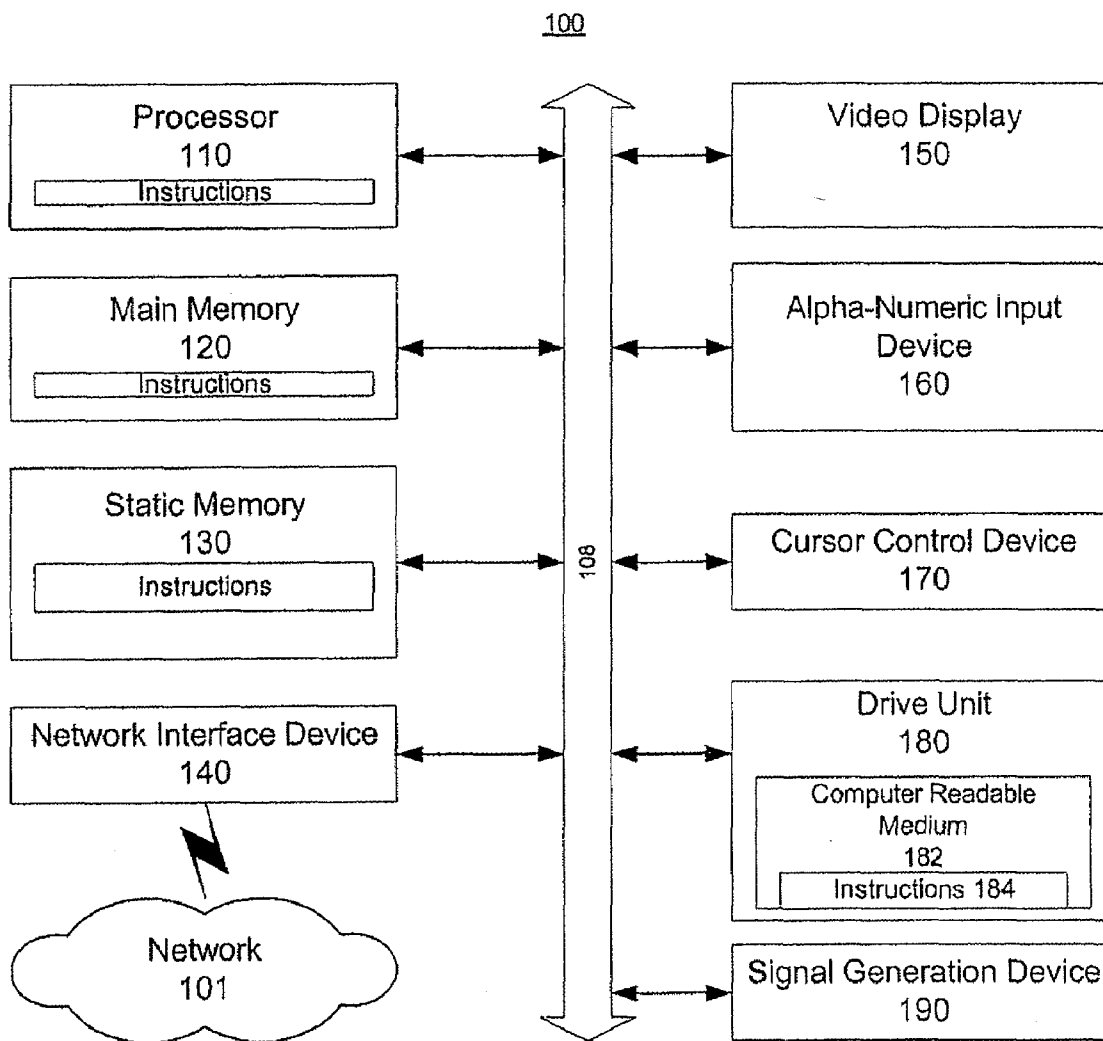 100
Processor
110
Instructions
Main Memory
120
Instructions
Static Memory
130
Instructions
Network Interface Device
140
Network
101
108
Video Display
150
Alpha-Numeric Input
Device
160
Cursor Control Device
170
Drive Unit
180
Computer Readable
Medium
182
Instructions 184
Signal Generation Device
190